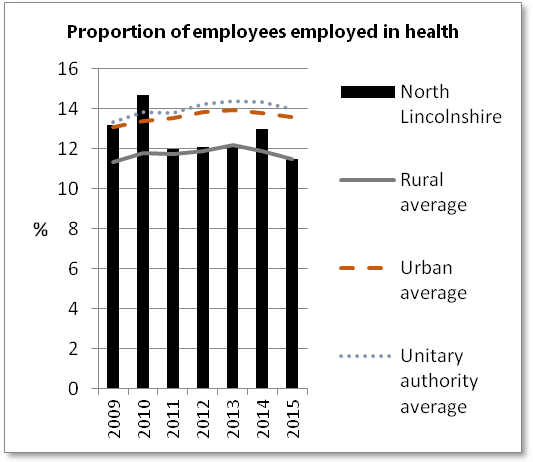 Proportion of employees employed in health
16
14
12
10
8
6
4
2
0
%
2009
2010
2011
2012
2013
2014
2015
North
Lincolnshire
Rural
average
Urban
average
Unitary
authority
average